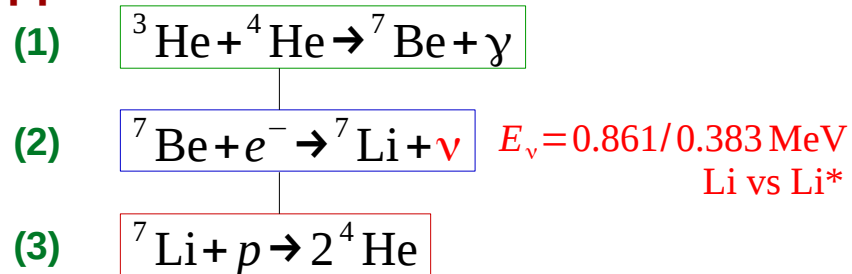 (1) ³He+⁴He→⁷Be+γ
(2) ⁷Be+e⁻→⁷Li+ν E_ν=0.861/0.383 MeV
Li vs Li*
(3) ⁷Li+p→2⁴He